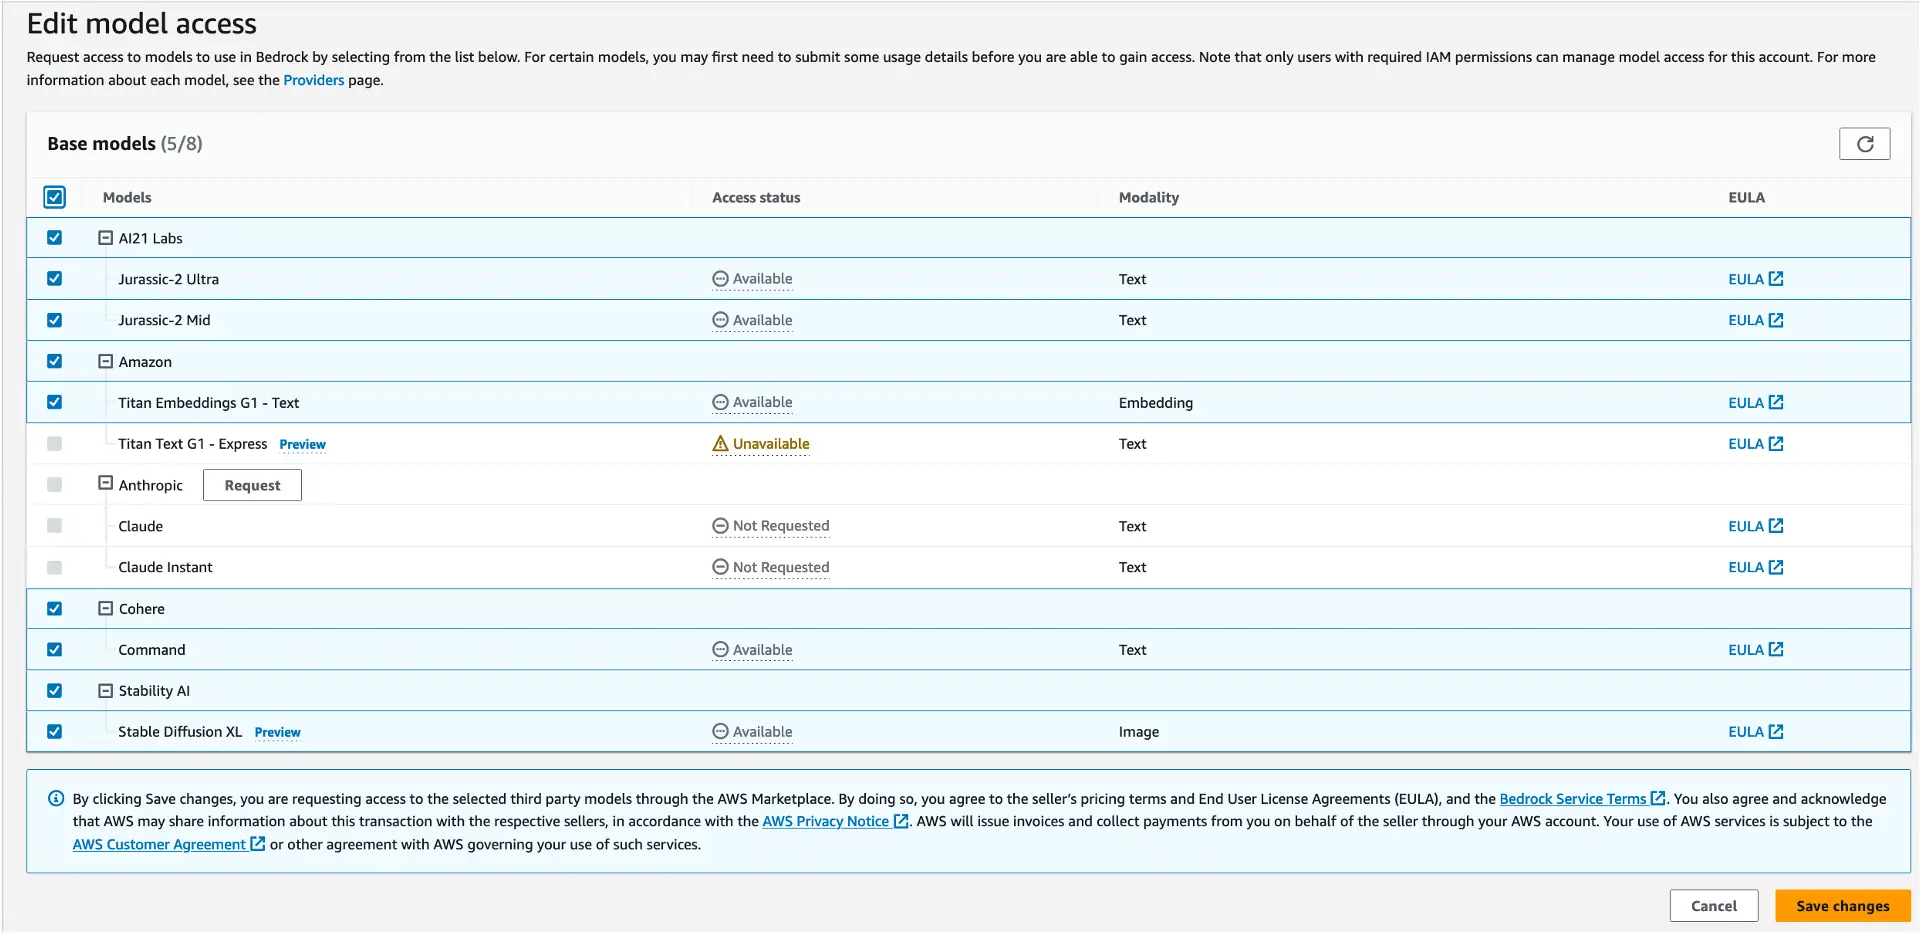 Edit model access
Request access to models to use in Bedrock by selecting from the list below. For certain models, you may first need to submit some usage details before you are able to gain access. Note that only users with required IAM permissions can manage model access for this account. For more
information about each model, see the Providers page.
Base models (5/8)
Models Access status Modality EULA
AI21 Labs
Jurassic-2 Ultra Available Text EULA
Jurassic-2 Mid Available Text EULA
Amazon
Titan Embeddings G1 - Text Available Embedding EULA
Titan Text G1 - Express Preview Unavailable Text EULA
Anthropic Request
Claude Not Requested Text EULA
Claude Instant Not Requested Text EULA
Cohere
Command Available Text EULA
Stability AI
Stable Diffusion XL Preview Available Image EULA
By clicking Save changes, you are requesting access to the selected third party models through the AWS Marketplace. By doing so, you agree to the seller's pricing terms and End User License Agreements (EULA), and the Bedrock Service Terms. You also agree and acknowledge
that AWS may share information about this transaction with the respective sellers, in accordance with the AWS Privacy Notice. AWS will issue invoices and collect payments from you on behalf of the seller through your AWS account. Your use of AWS services is subject to the
AWS Customer Agreement or other agreement with AWS governing your use of such services.
Cancel Save changes